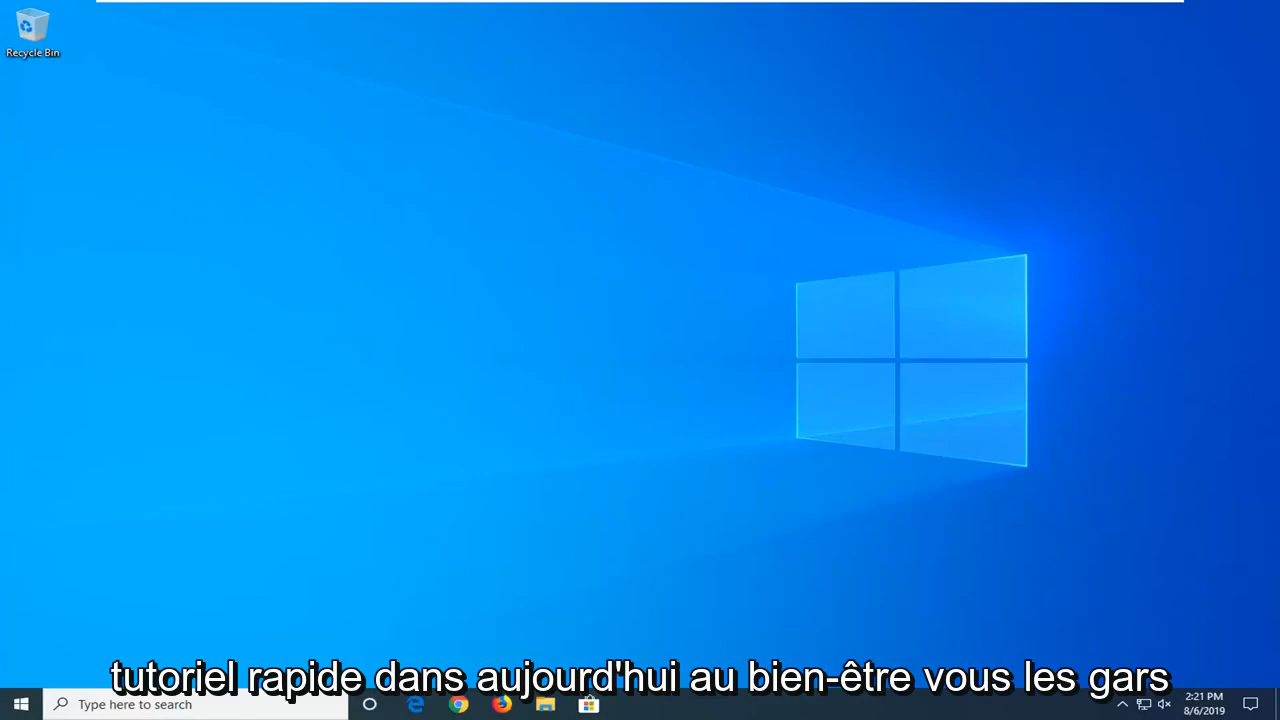 Recycle Bin
tutoriel rapide dans aujourd'hui au bien-être vous les gars
Type here to search
2:21 PM
8/6/2019